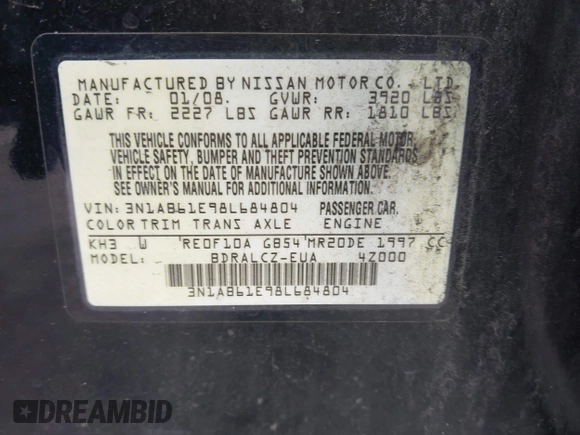 MANUFACTURED BY NISSAN MOTOR CO., LTD.
DATE: 01/08. GVWR: 3920 LBS
GAWR FR: 2227 LBS GAWR RR: 1810 LBS
THIS VEHICLE CONFORMS TO ALL APPLICABLE FEDERAL MOTOR
VEHICLE SAFETY, BUMPER AND THEFT PREVENTION STANDARDS
IN EFFECT ON THE DATE OF MANUFACTURE SHOWN ABOVE.
SEE OWNER'S MANUAL FOR ADDITIONAL INFORMATION.
VIN: 3N1AB61E98L684804 PASSENGER CAR.
COLOR TRIM TRANS AXLE ENGINE
KH3 W RE0F10A GB54 MR20DE 1997 CC
MODEL: BDRALCZ-EUA 4Z000
3N1AB61E98L684804
DREAMBID